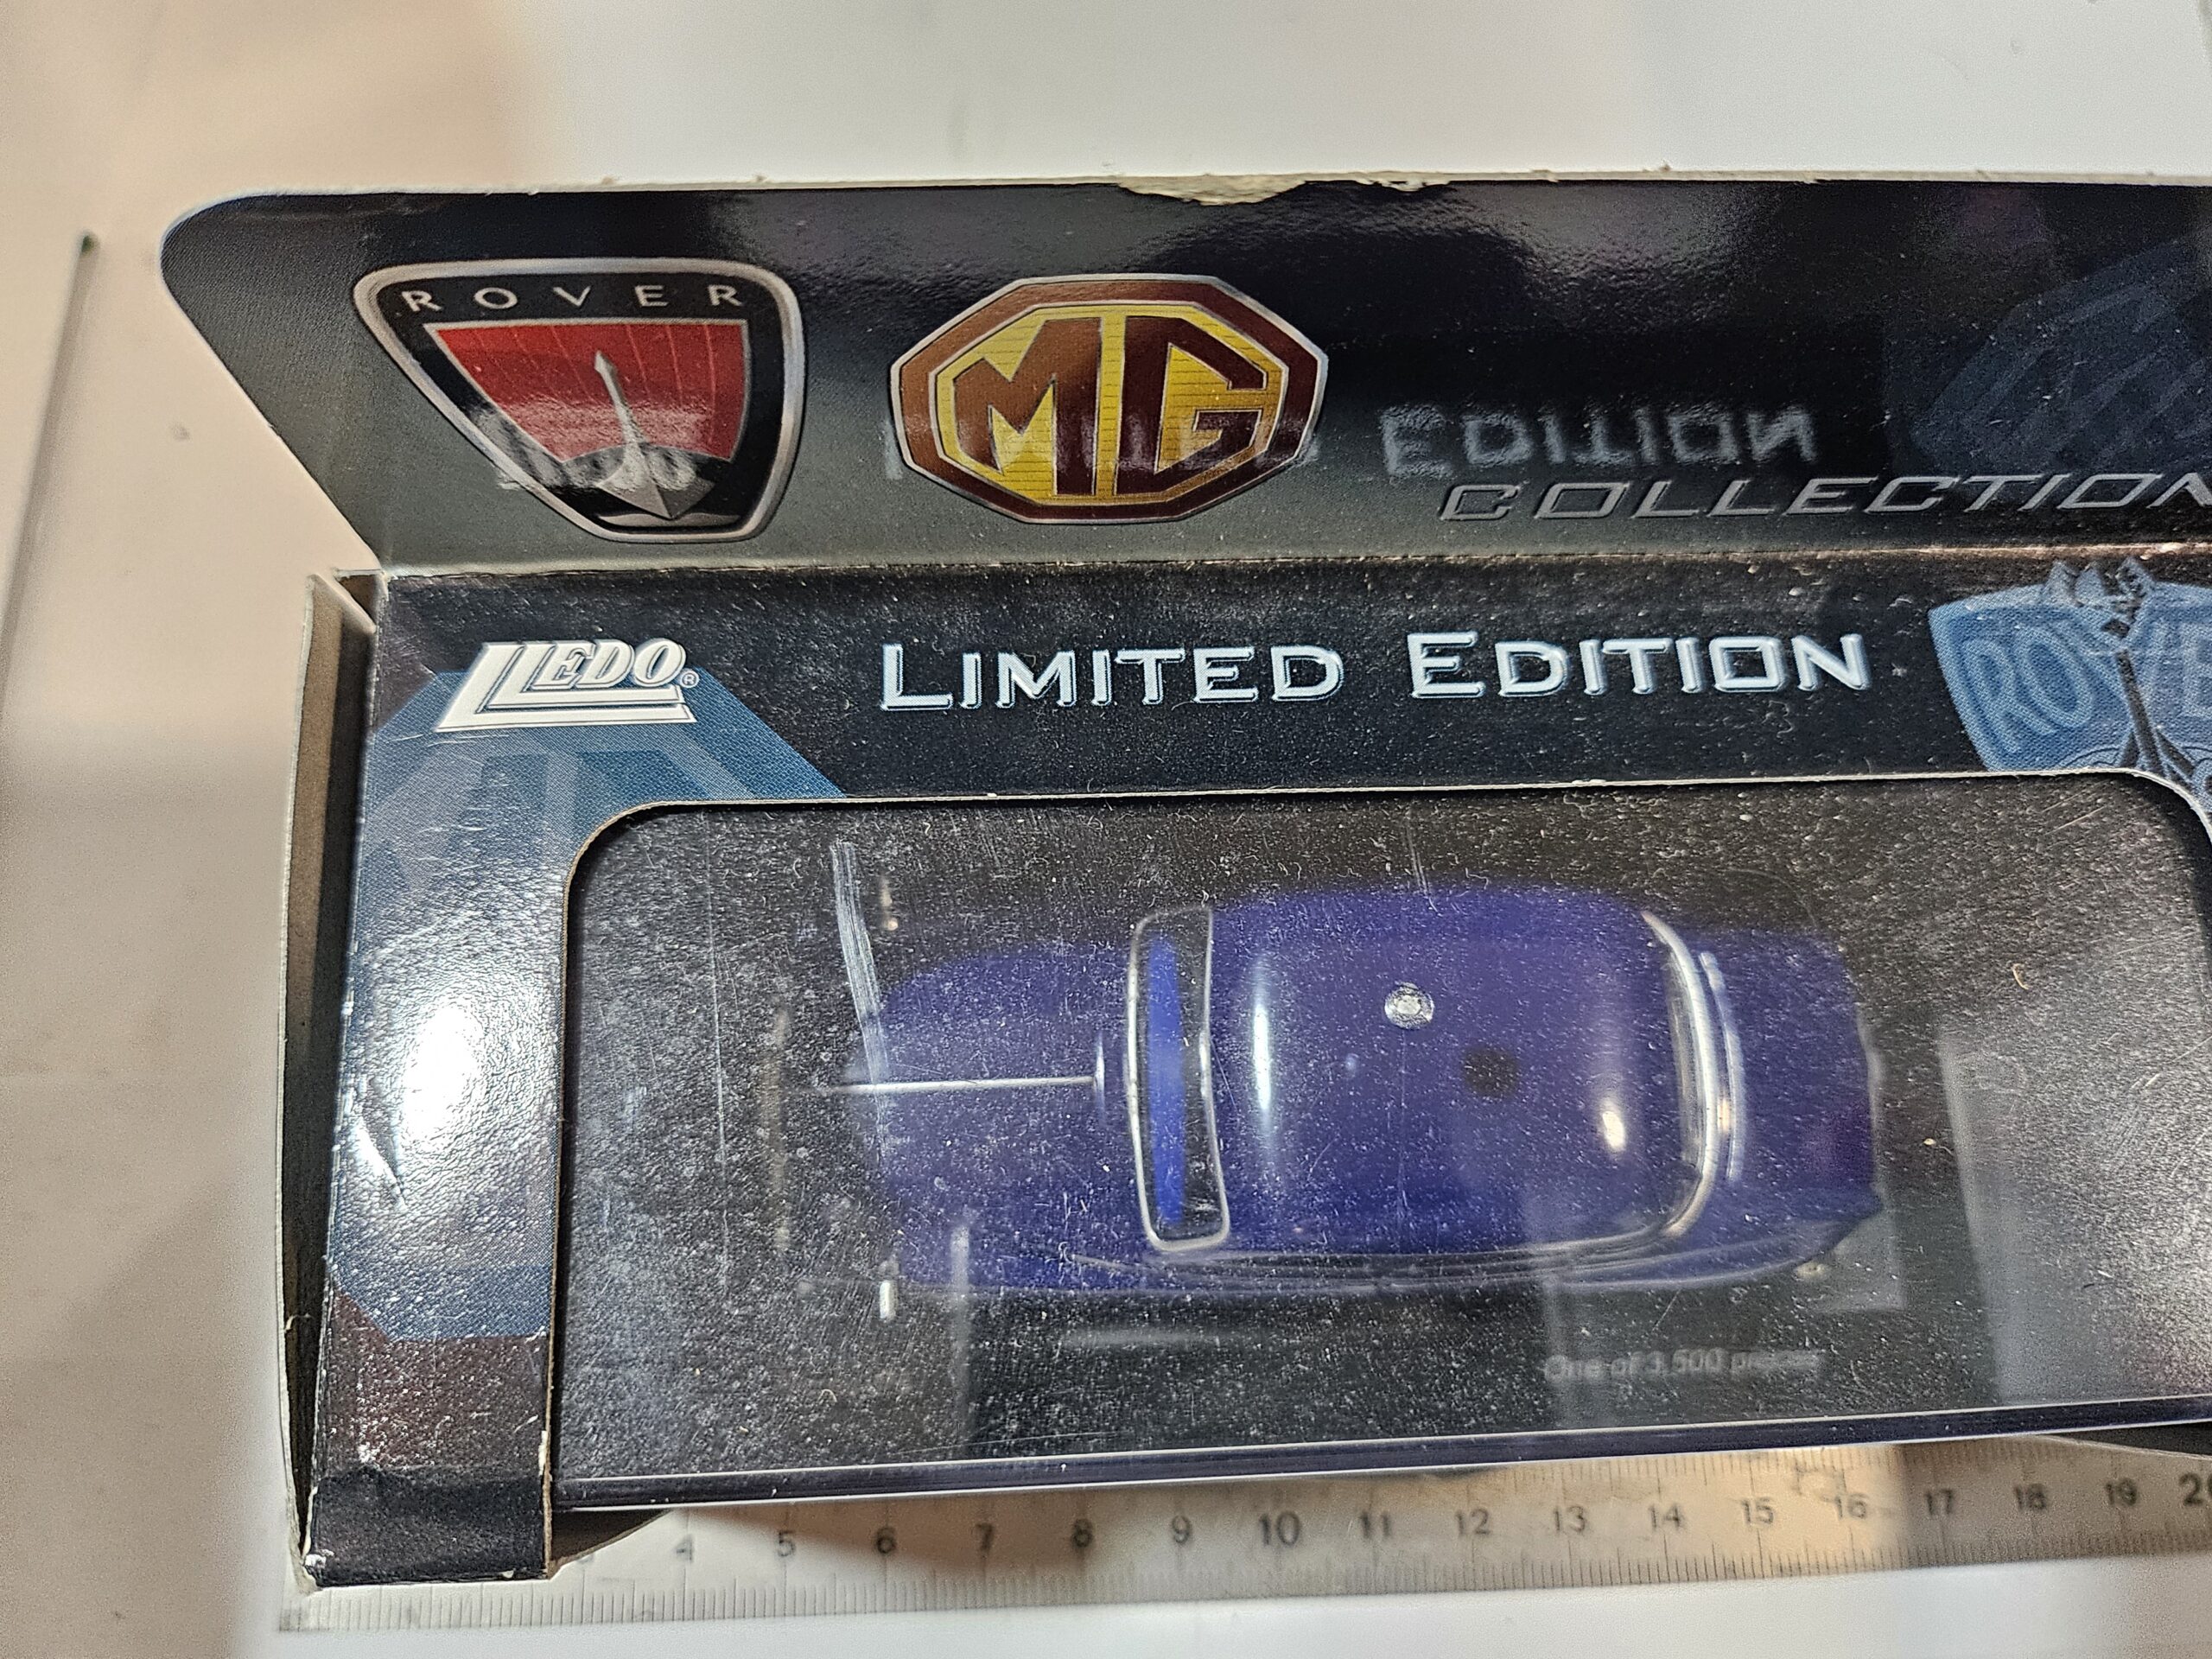 ROVER
MG
COLLECTION
LLEDO®
LIMITED EDITION
One of 3,500 pieces
4 5 6 7 8 9 10 11 12 13 14 15 16 17 18 19